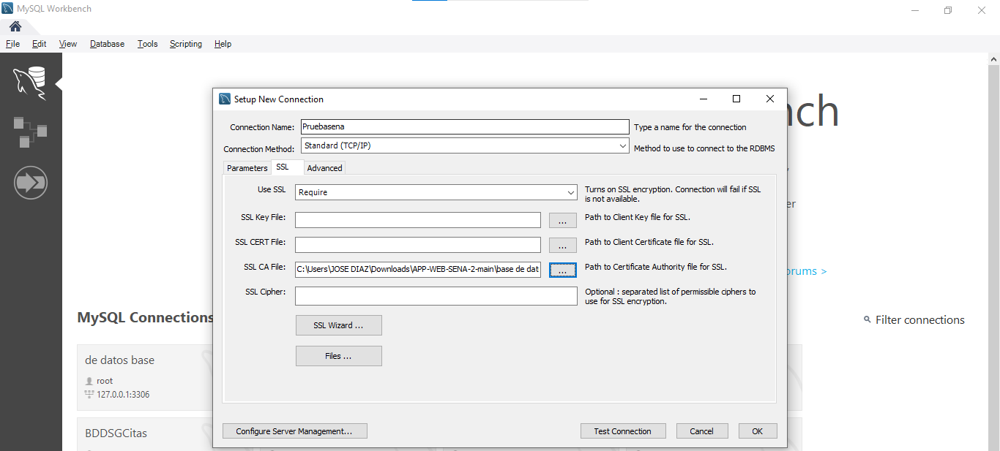 MySQL Workbench
File Edit View Database Tools Scripting Help
Setup New Connection
nch
Connection Name: Pruebasena Type a name for the connection
Connection Method: Standard (TCP/IP) Method to use to connect to the RDBMS
Parameters SSL Advanced
Use SSL Require Turns on SSL encryption. Connection will fail if SSL
is not available.
er
SSL Key File: ... Path to Client Key file for SSL.
SSL CERT File: ... Path to Client Certificate file for SSL.
SSL CA File: C:\Users\JOSE DIAZ\Downloads\APP-WEB-SENA-2-main\base de dat ... Path to Certificate Authority file for SSL.
orums >
SSL Cipher: Optional : separated list of permissible ciphers to
use for SSL encryption.
MySQL Connections
Filter connections
SSL Wizard ...
Files ...
de datos base
root
127.0.0.1:3306
BDDSGCitas
Configure Server Management... Test Connection Cancel OK